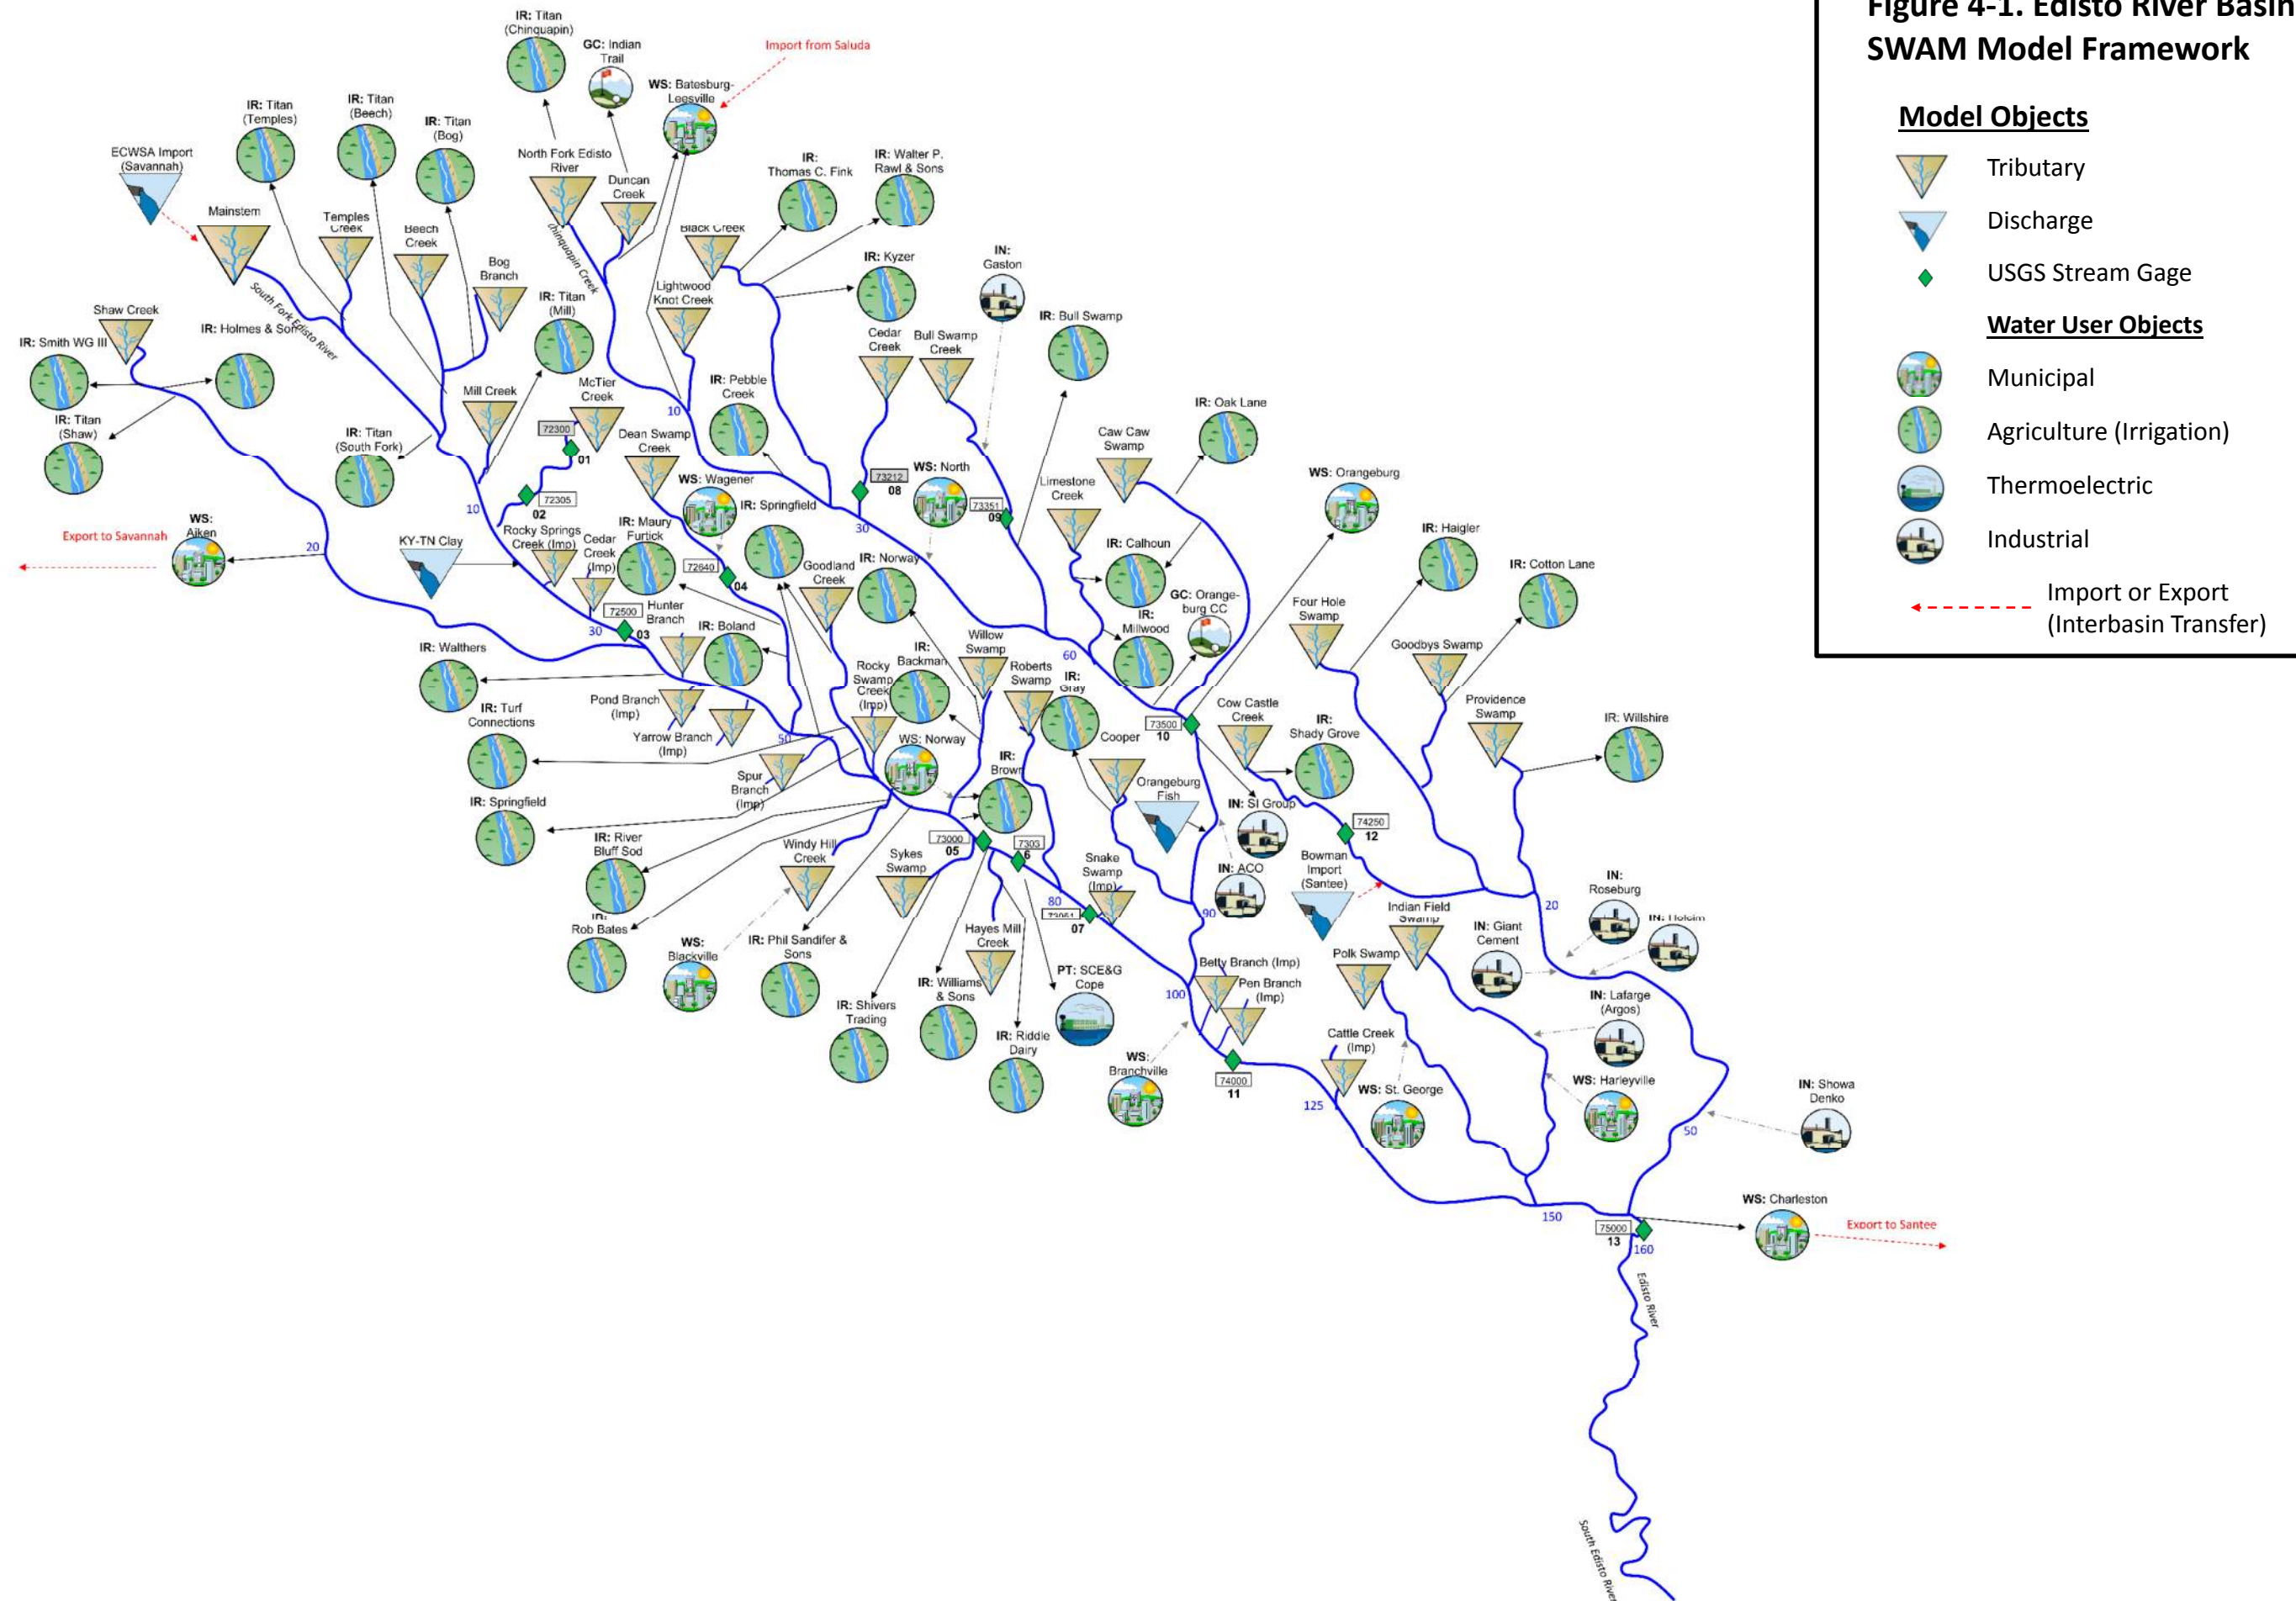 Figure 4-1. Edisto River Basin
SWAM Model Framework
Model Objects
Tributary
Discharge
USGS Stream Gage
Water User Objects
Municipal
Agriculture (Irrigation)
Thermoelectric
Industrial
Import or Export
(Interbasin Transfer)
IR: Titan
(Chinquapin)
GC: Indian
Trail
Import from Saluda
WS: Batesburg-
Leesville
IR: Titan
(Temples)
IR: Titan
(Beech)
IR: Titan
(Bog)
ECWSA Import
(Savannah)
North Fork Edisto
River
Duncan
Creek
IR:
Thomas C. Fink
IR: Walter P.
Rawl & Sons
Mainstem
Temples
Creek
Beech
Creek
Bog
Branch
Chinquapin Creek
Black Creek
IR: Kyzer
IN:
Gaston
South Fork Edisto River
Lightwood
Knot Creek
IR: Titan
(Mill)
Shaw Creek
IR: Holmes & Son
IR: Smith WG III
Cedar
Creek
Bull Swamp
Creek
IR: Bull Swamp
Mill Creek
McTier
Creek
IR: Pebble
Creek
10
IR: Oak Lane
IR: Titan
(Shaw)
IR: Titan
(South Fork)
72300
01
Dean Swamp
Creek
Caw Caw
Swamp
WS: Wagener
73212
08
WS: North
73351
09
Limestone
Creek
WS: Orangeburg
10
72305
02
IR: Springfield
30
WS:
Aiken
Export to Savannah
20
KY-TN Clay
Rocky Springs
Creek (Imp)
Cedar
Creek
(Imp)
IR: Maury
Furtick
72640
04
Goodland
Creek
IR: Norway
IR: Calhoun
IR: Haigler
IR: Cotton Lane
72500
03
30
Hunter
Branch
IR: Boland
IR:
Millwood
GC: Orange-
burg CC
Four Hole
Swamp
Goodbys Swamp
IR: Walthers
Willow
Swamp
60
Rocky
Swamp
Creek
(Imp)
IR:
Backman
Roberts
Swamp
IR:
Gray
Pond Branch
(Imp)
Yarrow Branch
(Imp)
IR: Turf
Connections
50
WS: Norway
Cooper
73500
10
Cow Castle
Creek
IR:
Shady Grove
Providence
Swamp
IR: Willshire
Spur
Branch
(Imp)
IR:
Brown
Orangeburg
Fish
IN: SI Group
IR: Springfield
IR: River
Bluff Sod
Windy Hill
Creek
Sykes
Swamp
73000
05
7303
6
Snake
Swamp
(Imp)
IN: ACO
74250
12
Bowman
Import
(Santee)
80
07
90
20
IN:
Roseburg
Rob Bates
WS:
Blackville
IR: Phil Sandifer &
Sons
Hayes Mill
Creek
Indian Field
Swamp
IN: Giant
Cement
IN: Holcim
Polk Swamp
Betty Branch (Imp)
Pen Branch
(Imp)
IR: Shivers
Trading
IR: Williams
& Sons
PT: SCE&G
Cope
100
IN: Lafarge
(Argos)
IR: Riddle
Dairy
Cattle Creek
(Imp)
WS:
Branchville
74000
11
WS: St. George
WS: Harleyville
IN: Showa
Denko
125
50
WS: Charleston
Export to Santee
150
75000
13
160
Edisto River
South Edisto River